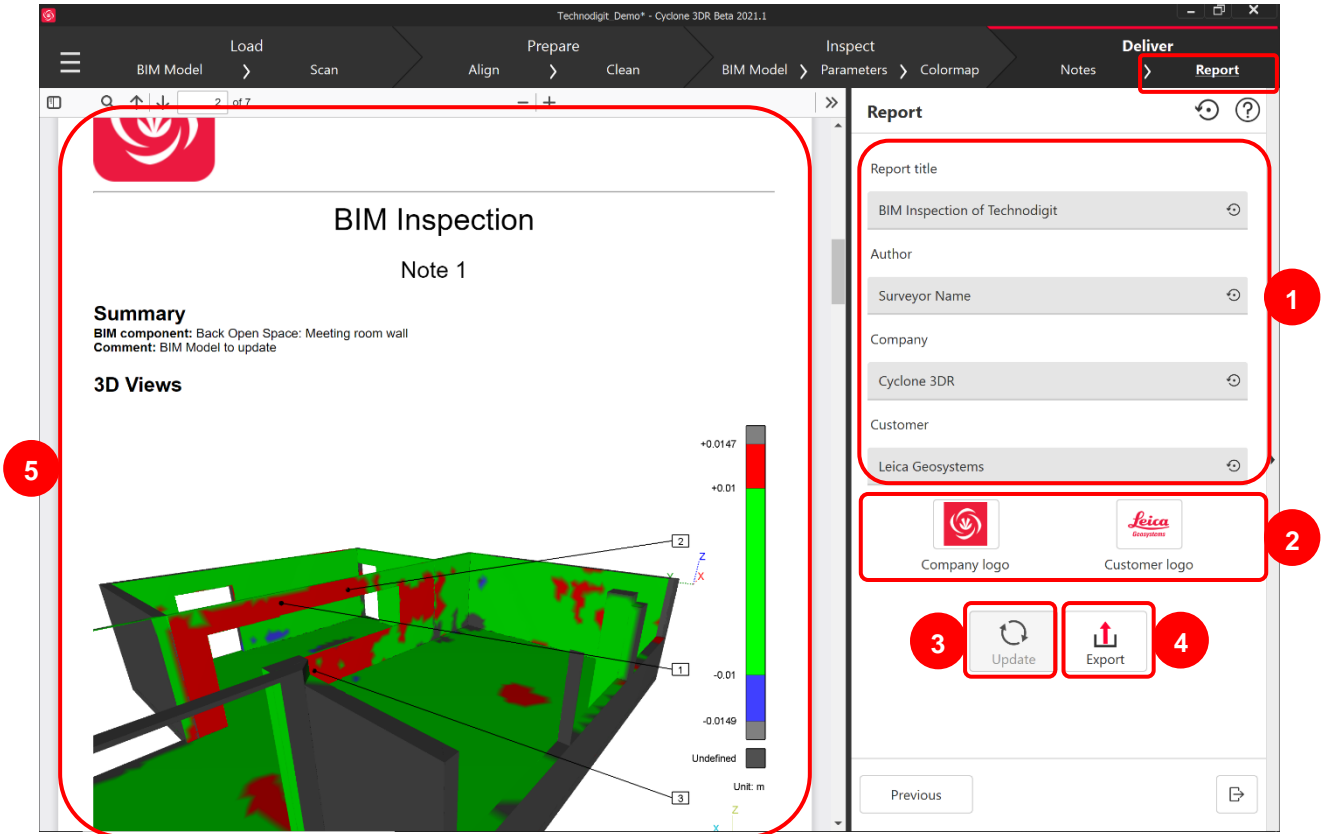 Technodigit_Demo* - Cyclone 3DR Beta 2021.1
Load
Prepare
Inspect
Deliver
BIM Model
Scan
Align
Clean
BIM Model
Parameters
Colormap
Notes
Report
2 of 7
BIM Inspection
Note 1
Summary
BIM component: Back Open Space: Meeting room wall
Comment: BIM Model to update
3D Views
+0.0147
+0.01
-0.01
-0.0149
Undefined
Unit: m
2
1
3
Z
Y
X
Z
X
5
Report
?
Report title
BIM Inspection of Technodigit
Author
Surveyor Name
Company
Cyclone 3DR
Customer
Leica Geosystems
1
Leica
Geosystems
Company logo
Customer logo
2
3
Update
Export
4
Previous